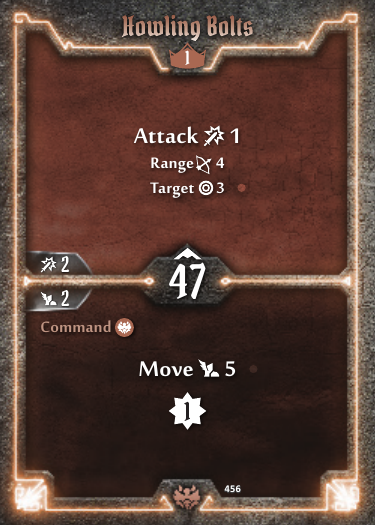 Howling Bolts
1
Attack 1
Range 4
Target 3
2
47
2
Command
Move 5
1
456